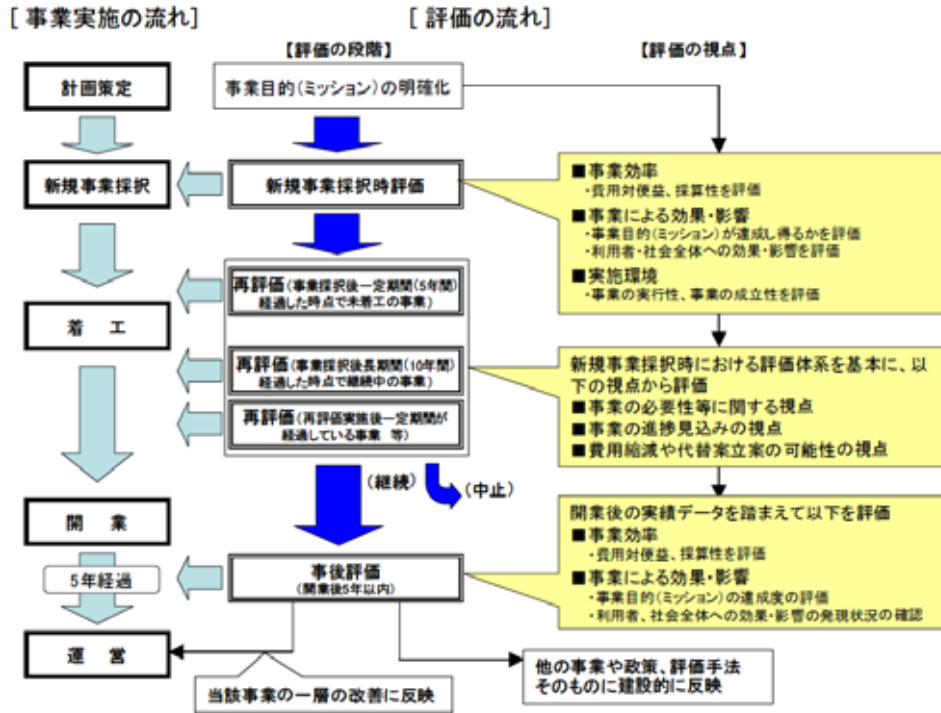 [ 事業実施の流れ]
[ 評価の流れ]
【評価の段階】
【評価の視点】
計画策定
事業目的(ミッション)の明確化
新規事業採択
新規事業採択時評価
■事業効率
・費用対便益、採算性を評価
■事業による効果・影響
・事業目的(ミッション)が達成し得るかを評価
・利用者・社会全体への効果・影響を評価
■実施環境
・事業の実行性、事業の成立性を評価
再評価(事業採択後一定期間(5年間)
経過した時点で未着工の事業)
着 工
再評価(事業採択後長期間(10年間)
経過した時点で継続中の事業)
再評価(再評価実施後一定期間が
経過している事業 等)
新規事業採択時における評価体系を基本に、以
下の視点から評価
■事業の必要性等に関する視点
■事業の進捗見込みの視点
■費用縮減や代替案立案の可能性の視点
(継続)
(中止)
開 業
5年経過
事後評価
(開業後5年以内)
開業後の実績データを踏まえて以下を評価
■事業効率
・費用対便益、採算性を評価
■事業による効果・影響
・事業目的(ミッション)の達成度の評価
・利用者、社会全体への効果・影響の発現状況の確認
運 営
当該事業の一層の改善に反映
他の事業や政策、評価手法
そのものに建設的に反映